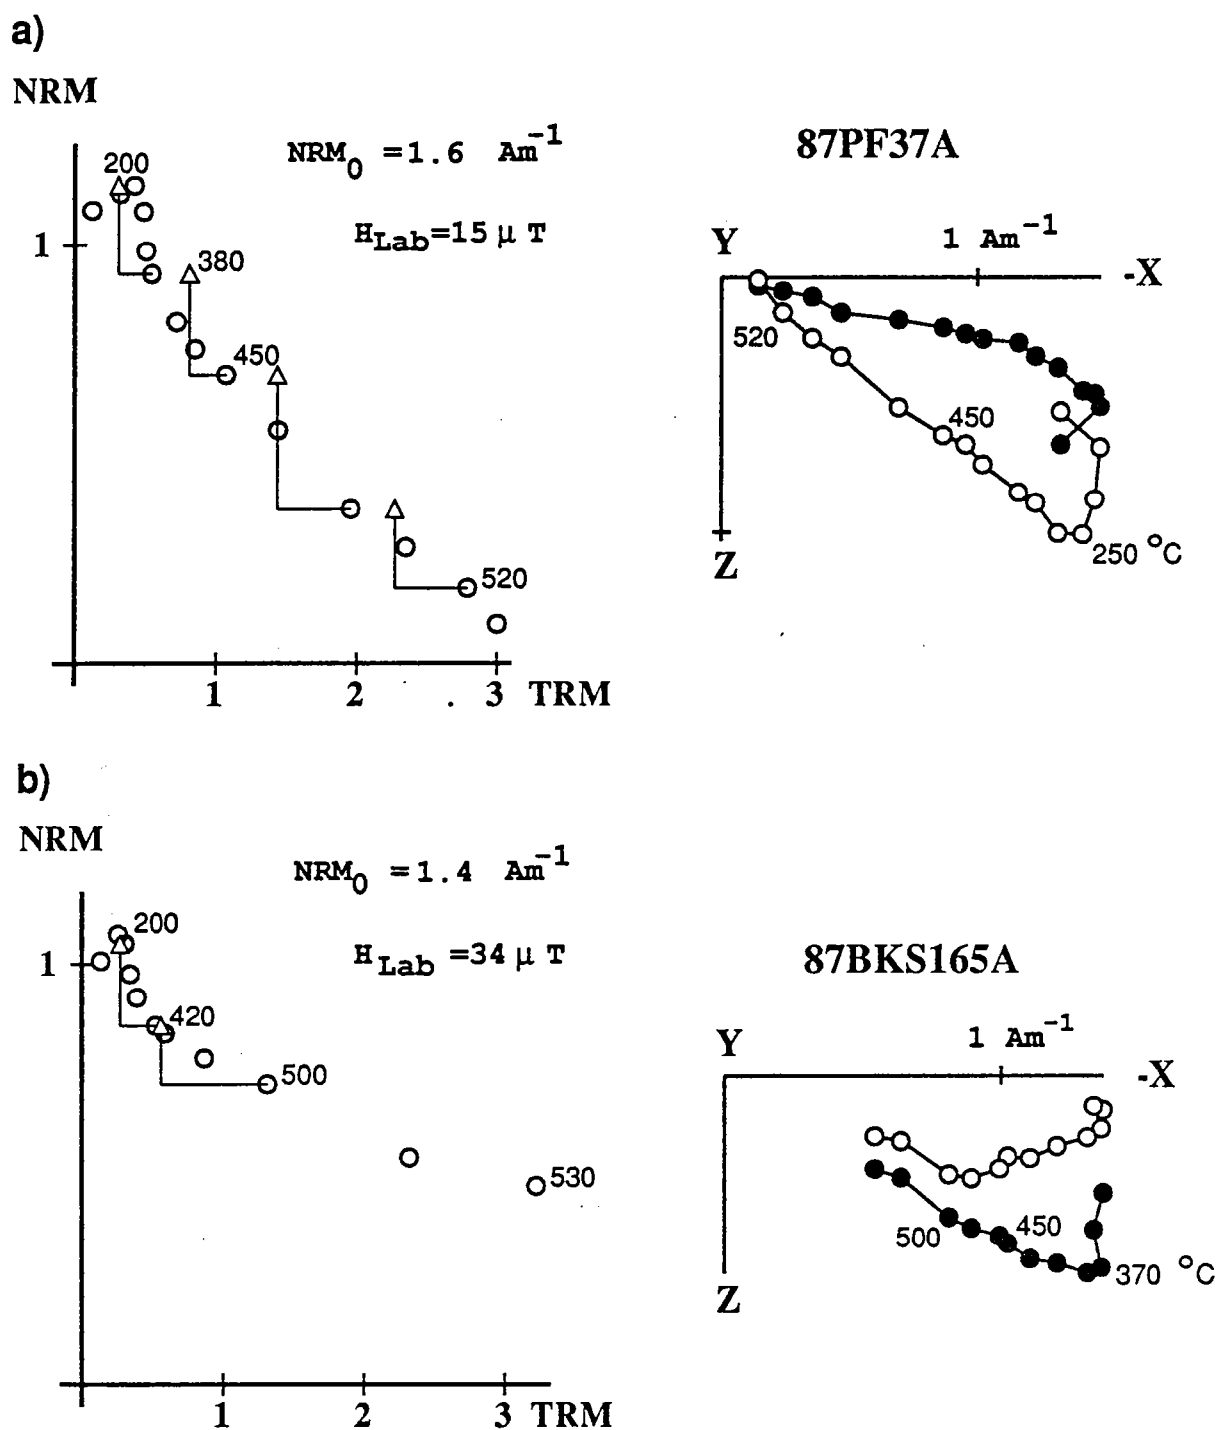 a)
NRM
NRM0 =1.6 Am-1
87PF37A
200
HLab=15 μ T
Y
1 Am-1
-X
1
380
520
450
450
250 °C
Z
520
1
2
3
TRM
b)
NRM
NRM0 =1.4 Am-1
200
HLab =34 μ T
87BKS165A
1
420
Y
1 Am-1
-X
500
500
450
530
370 °C
Z
1
2
3
TRM